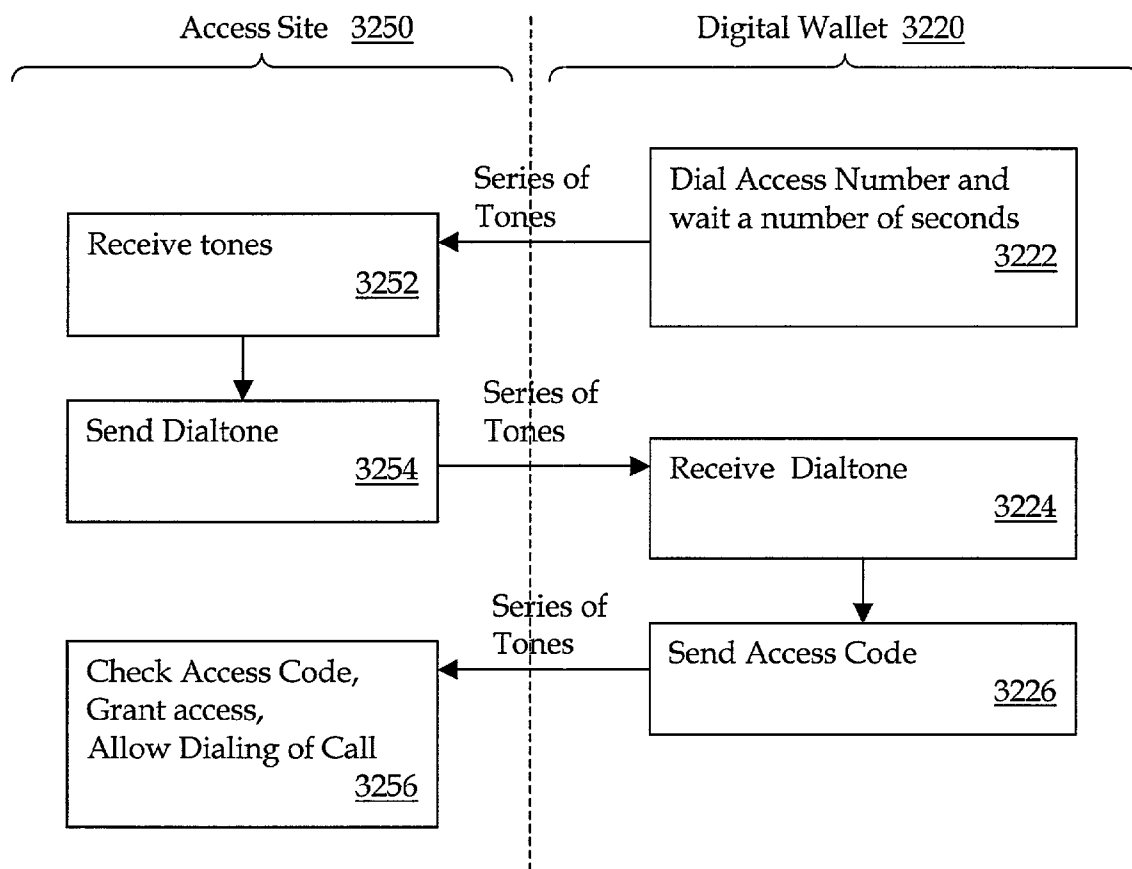 Access Site 3250
Digital Wallet 3220
Series of
Tones
Dial Access Number and
wait a number of seconds
3222
Receive tones
3252
Send Dialtone
3254
Series of
Tones
Receive Dialtone
3224
Series of
Tones
Send Access Code
3226
Check Access Code,
Grant access,
Allow Dialing of Call
3256